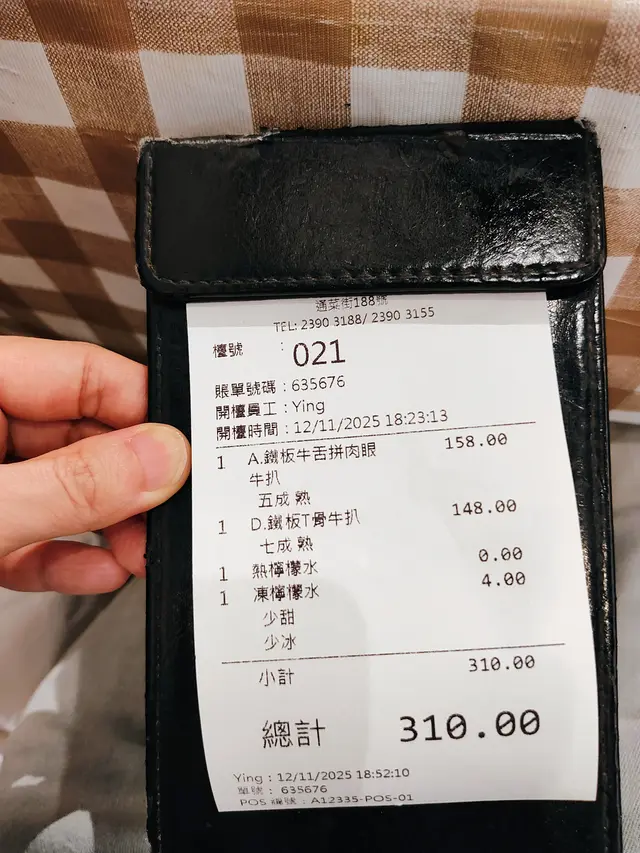 通菜街188號
TEL: 2390 3188/ 2390 3155
檯號 : 021
賬單號碼 : 635676
開檯員工 : Ying
開檯時間 : 12/11/2025 18:23:13
1 A.鐵板牛舌拼肉眼 158.00
牛扒
五成 熟
1 D.鐵板T骨牛扒 148.00
七成 熟
1 熱檸檬水 0.00
1 凍檸檬水 4.00
少甜
少冰
小計 310.00
總計 310.00
Ying : 12/11/2025 18:52:10
單號 : 635676
POS 編號 : A12335-POS-01